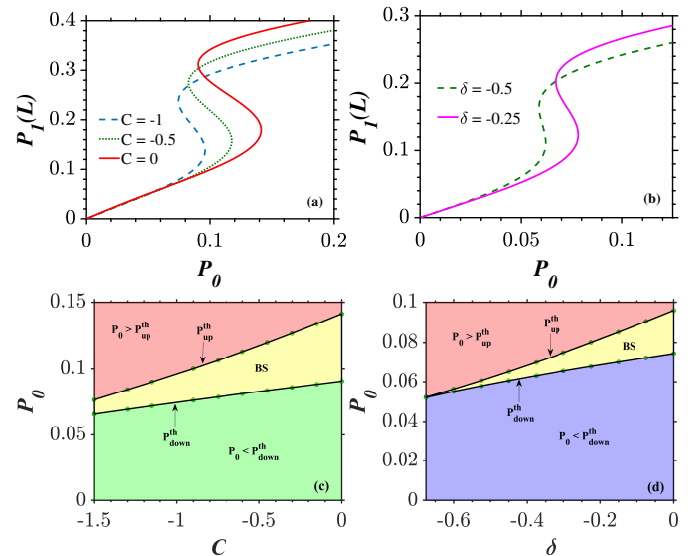 0.4
0.3
0.2
0.1
0
P1(L)
C = -1
C = -0.5
C = 0
(a)
0
0.1
0.2
P0
0.3
0.2
0.1
0
P1(L)
δ = -0.5
δ = -0.25
(b)
0
0.05
0.1
P0
0.15
0.1
0.05
0
P0
P0 > Pthup
Pthup
BS
Pthdown
P0 < Pthdown
(c)
-1.5
-1
-0.5
0
C
0.1
0.08
0.06
0.04
0.02
0
P0
P0 > Pthup
Pthup
BS
Pthdown
P0 < Pthdown
(d)
-0.6
-0.4
-0.2
0
δ